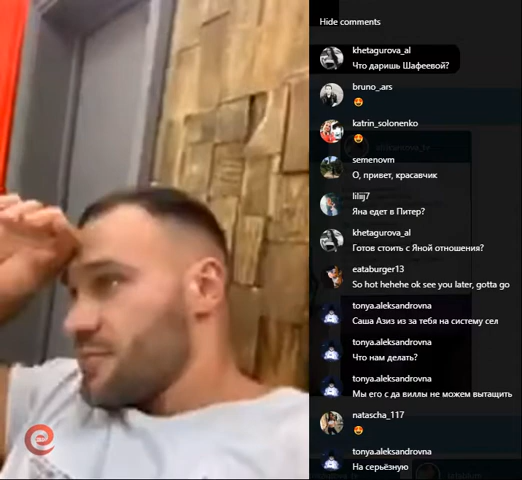 Hide comments
khetagurova_al
Что даришь Шафеевой?
bruno_.ars
😍
katrin_solonenko
😍
semenovm
О, привет, красавчик
liliij7
Яна едет в Питер?
khetagurova_al
Готов стоить с Яной отношения?
eataburger13
So hot hehehe ok see you later, gotta go
tonya.aleksandrovna
Саша Азиз из за тебя на систему сел
tonya.aleksandrovna
Что нам делать?
tonya.aleksandrovna
Мы его с да виллы не можем вытащить
natascha_117
😍
tonya.aleksandrovna
На серьёзную